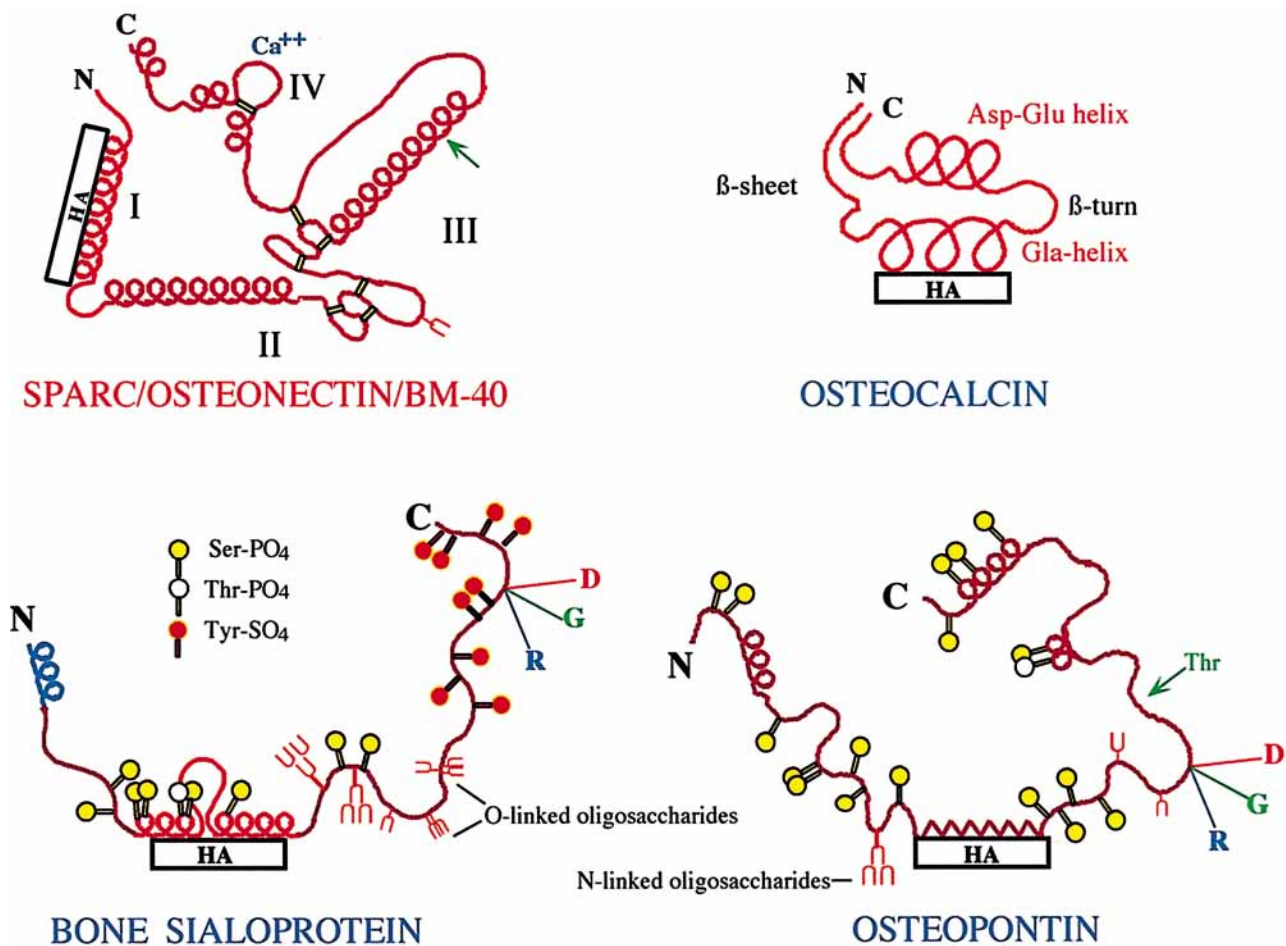 C
Ca++
N
IV
HA
I
III
II
SPARC/OSTEONECTIN/BM-40
N
C
Asp-Glu helix
ß-sheet
ß-turn
Gla-helix
HA
OSTEOCALCIN
C
Ser-PO4
Thr-PO4
Tyr-SO4
D
G
R
N
O-linked oligosaccharides
HA
BONE SIALOPROTEIN
C
N
Thr
D
G
R
HA
N-linked oligosaccharides
OSTEOPONTIN